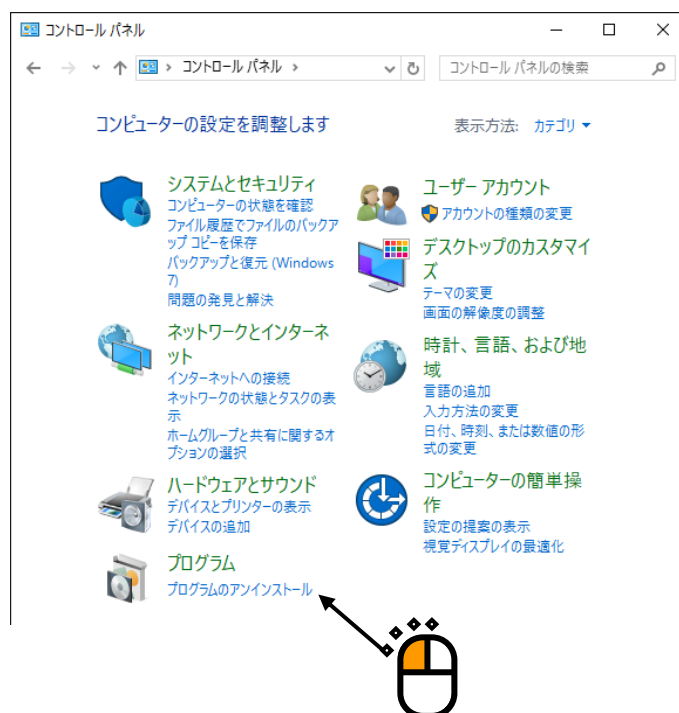 コントロール パネル
コントロール パネル
コントロール パネルの検索
コンピューターの設定を調整します
表示方法: カテゴリ
システムとセキュリティ
コンピューターの状態を確認
ファイル履歴でファイルのバックア
ップ コピーを保存
バックアップと復元 (Windows
7)
問題の発見と解決
ネットワークとインターネ
ット
インターネットへの接続
ネットワークの状態とタスクの表
示
ホームグループと共有に関するオ
プションの選択
ハードウェアとサウンド
デバイスとプリンターの表示
デバイスの追加
プログラム
プログラムのアンインストール
ユーザー アカウント
アカウントの種類の変更
デスクトップのカスタマイ
ズ
テーマの変更
画面の解像度の調整
時計、言語、および地
域
言語の追加
入力方法の変更
日付、時刻、または数値の形
式の変更
コンピューターの簡単操
作
設定の提案の表示
視覚ディスプレイの最適化